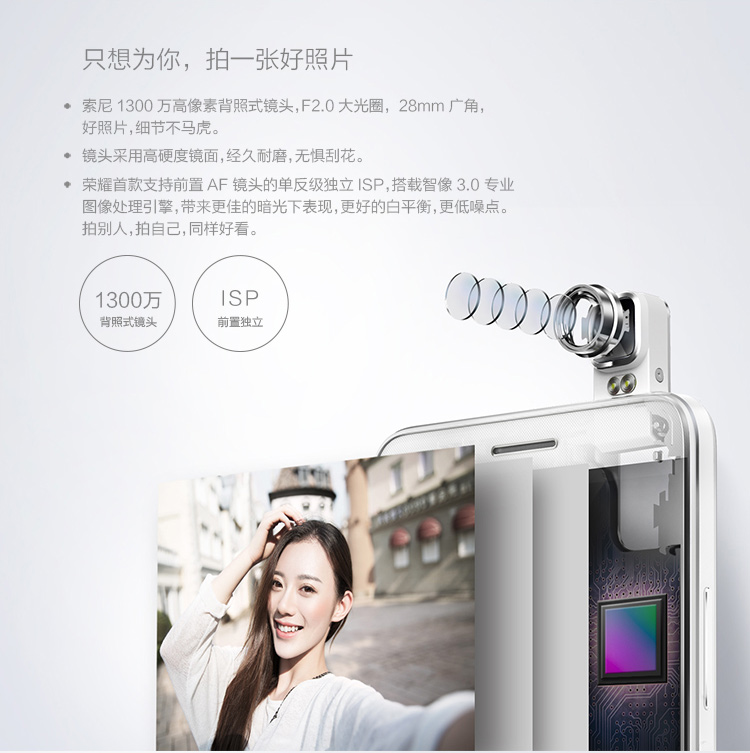 只想为你，拍一张好照片
• 索尼 1300 万高像素背照式镜头，F2.0 大光圈，28mm 广角，
好照片，细节不马虎。
• 镜头采用高硬度镜面，经久耐磨，无惧刮花。
• 荣耀首款支持前置 AF 镜头的单反级独立 ISP，搭载智像 3.0 专业
图像处理引擎，带来更佳的暗光下表现，更好的白平衡，更低噪点。
拍别人，拍自己，同样好看。
1300万
背照式镜头
ISP
前置独立